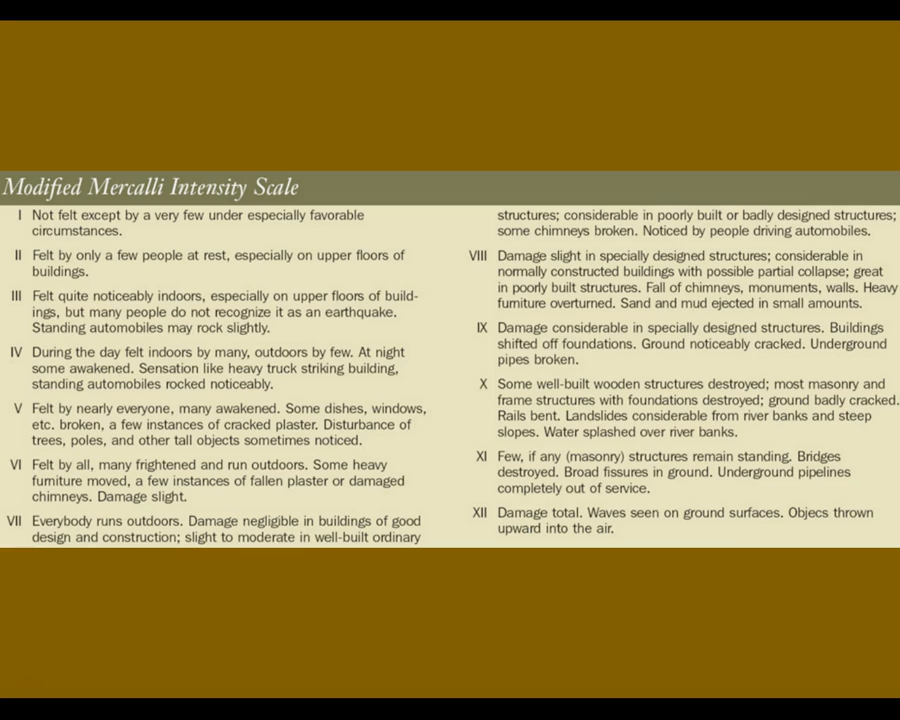 Modified Mercalli Intensity Scale
I Not felt except by a very few under especially favorable
circumstances.
II Felt by only a few people at rest, especially on upper floors of
buildings.
III Felt quite noticeably indoors, especially on upper floors of build-
ings, but many people do not recognize it as an earthquake.
Standing automobiles may rock slightly.
IV During the day felt indoors by many, outdoors by few. At night
some awakened. Sensation like heavy truck striking building,
standing automobiles rocked noticeably.
V Felt by nearly everyone, many awakened. Some dishes, windows,
etc. broken, a few instances of cracked plaster. Disturbance of
trees, poles, and other tall objects sometimes noticed.
VI Felt by all, many frightened and run outdoors. Some heavy
furniture moved, a few instances of fallen plaster or damaged
chimneys. Damage slight.
VII Everybody runs outdoors. Damage negligible in buildings of good
design and construction; slight to moderate in well-built ordinary
structures; considerable in poorly built or badly designed structures;
some chimneys broken. Noticed by people driving automobiles.
VIII Damage slight in specially designed structures; considerable in
normally constructed buildings with possible partial collapse; great
in poorly built structures. Fall of chimneys, monuments, walls. Heavy
furniture overturned. Sand and mud ejected in small amounts.
IX Damage considerable in specially designed structures. Buildings
shifted off foundations. Ground noticeably cracked. Underground
pipes broken.
X Some well-built wooden structures destroyed; most masonry and
frame structures with foundations destroyed; ground badly cracked.
Rails bent. Landslides considerable from river banks and steep
slopes. Water splashed over river banks.
XI Few, if any (masonry) structures remain standing. Bridges
destroyed. Broad fissures in ground. Underground pipelines
completely out of service.
XII Damage total. Waves seen on ground surfaces. Objecs thrown
upward into the air.